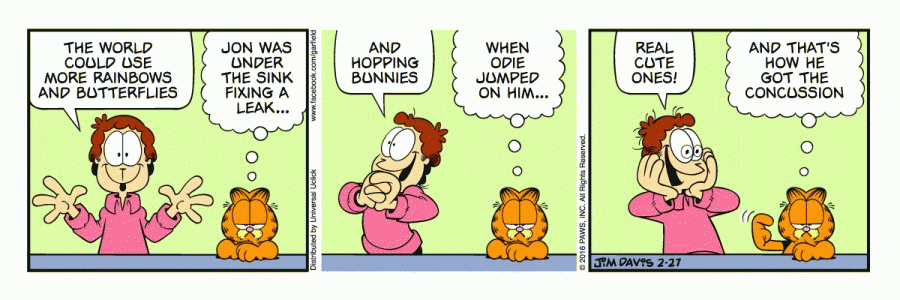 THE WORLD
COULD USE
MORE RAINBOWS
AND BUTTERFLIES
JON WAS
UNDER
THE SINK
FIXING A
LEAK...
www.facebook.com/garfield
Distributed by Universal Uclick
AND
HOPPING
BUNNIES
WHEN
ODIE
JUMPED
ON HIM...
© 2016 PAWS, INC. All Rights Reserved.
REAL
CUTE
ONES!
AND THAT'S
HOW HE
GOT THE
CONCUSSION
JIM DAVIS 2-27